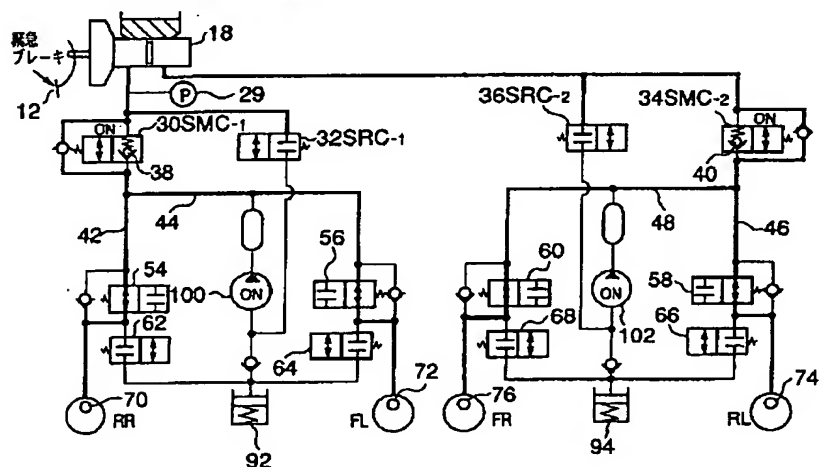 緊急
ブレーキ
12
18
P
29
ON
30SMC-1
38
32SRC-1
36SRC-2
34SMC-2
ON
40
42
44
48
46
54
56
60
58
100
ON
ON
102
62
64
68
66
70
RR
92
FL
72
76
FR
94
RL
74